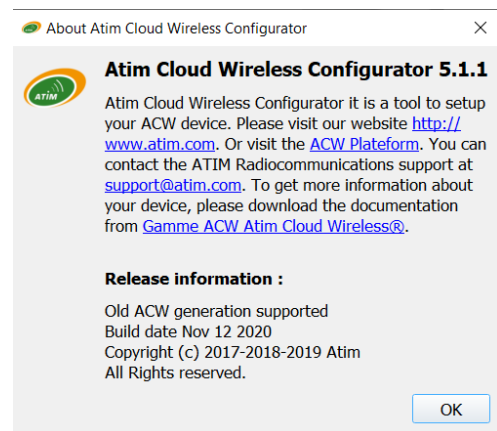 About Atim Cloud Wireless Configurator
ATIM
Atim Cloud Wireless Configurator 5.1.1
Atim Cloud Wireless Configurator it is a tool to setup
your ACW device. Please visit our website http://
www.atim.com. Or visit the ACW Plateform. You can
contact the ATIM Radiocommunications support at
support@atim.com. To get more information about
your device, please download the documentation
from Gamme ACW Atim Cloud Wireless®.
Release information :
Old ACW generation supported
Build date Nov 12 2020
Copyright (c) 2017-2018-2019 Atim
All Rights reserved.
OK